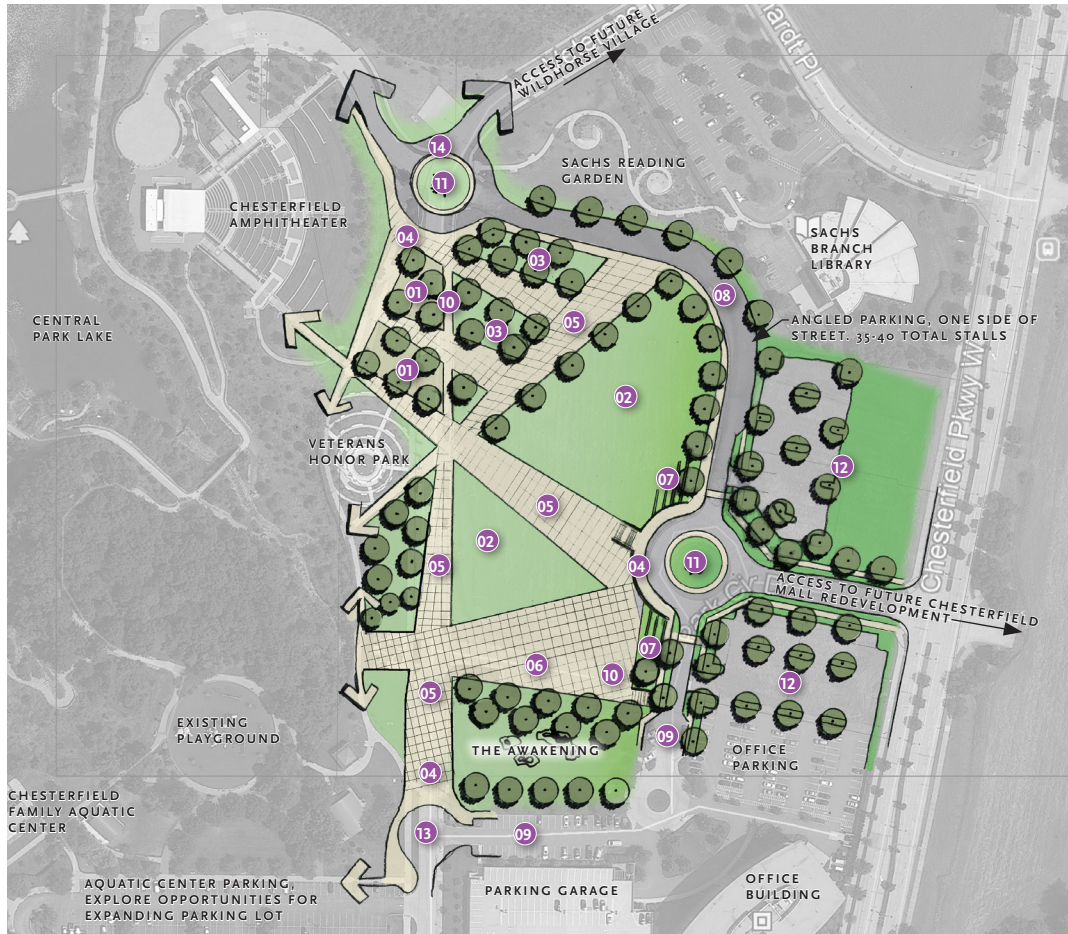 ACCESS TO FUTURE
WILDHORSE VILLAGE
14
11
SACHS READING
GARDEN
CHESTERFIELD
AMPHITHEATER
04
03
SACHS
BRANCH
LIBRARY
01
10
08
05
03
CENTRAL
PARK LAKE
ANGLED PARKING, ONE SIDE OF
STREET. 35-40 TOTAL STALLS
01
02
Chesterfield Pkwy W
VETERANS
HONOR PARK
12
07
05
02
05
04
11
ACCESS TO FUTURE CHESTERFIELD
MALL REDEVELOPMENT
07
06
10
12
05
EXISTING
PLAYGROUND
09
THE AWAKENING
OFFICE
PARKING
04
CHESTERFIELD
FAMILY AQUATIC
CENTER
13
09
AQUATIC CENTER PARKING,
EXPLORE OPPORTUNITIES FOR
EXPANDING PARKING LOT
PARKING GARAGE
OFFICE
BUILDING